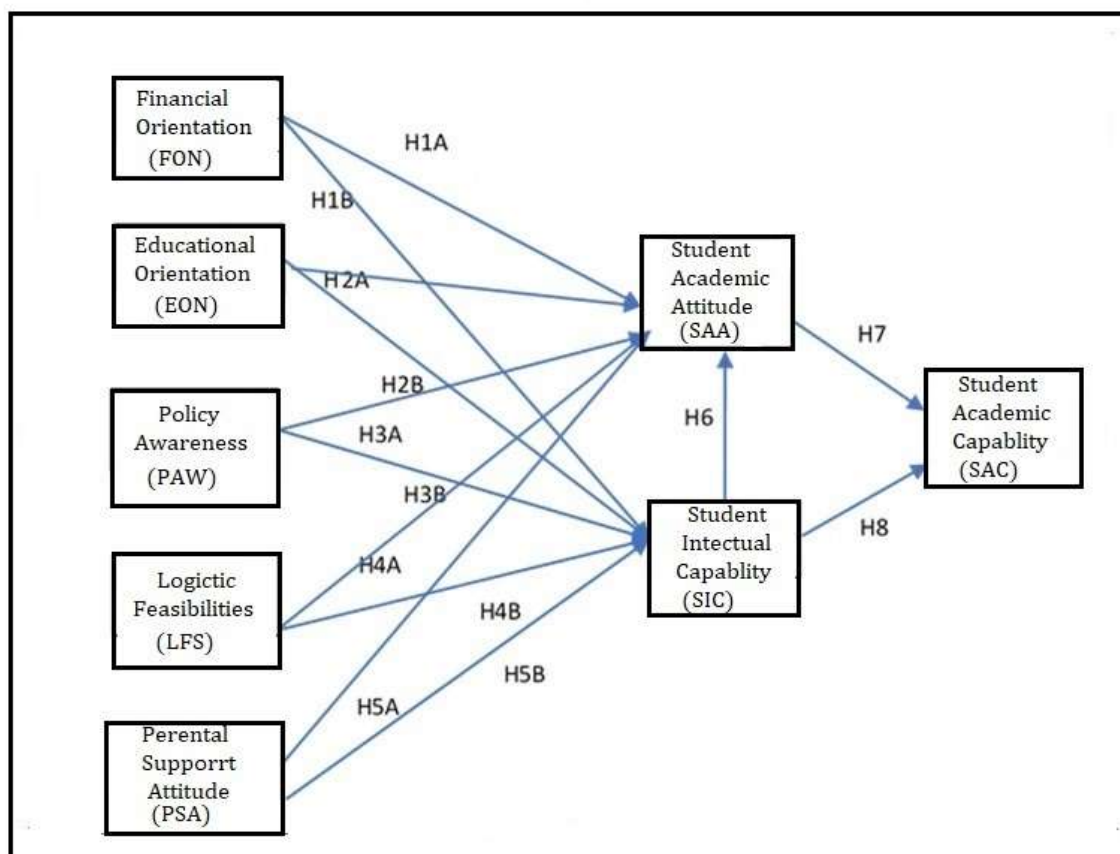 Financial
Orientation
(FON)
Educational
Orientation
(EON)
Policy
Awareness
(PAW)
Logictic
Feasibilities
(LFS)
Perental
Supporrt
Attitude
(PSA)
H1A
H1B
H2A
H2B
H3A
H3B
H4A
H4B
H5A
H5B
Student
Academic
Attitude
(SAA)
H6
Student
Intectual
Capablity
(SIC)
H7
H8
Student
Academic
Capablity
(SAC)